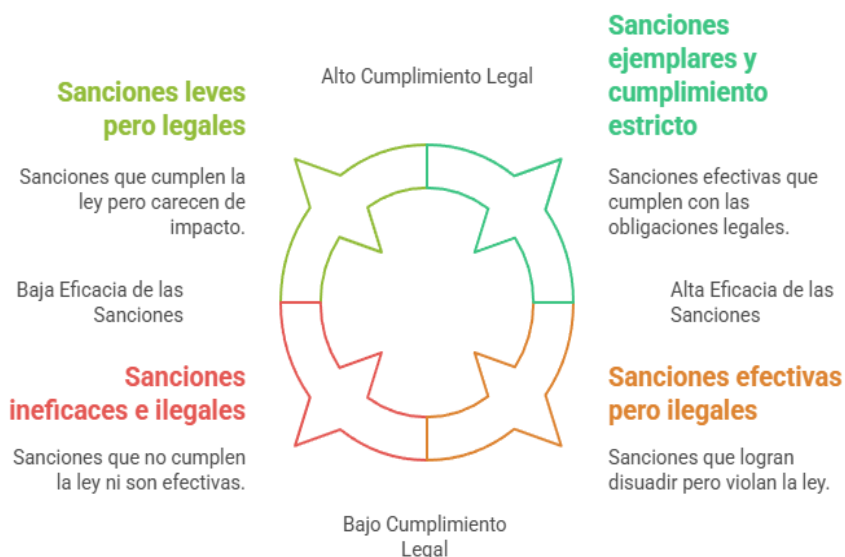 Alto Cumplimiento Legal
Sanciones leves
pero legales
Sanciones que cumplen la
ley pero carecen de
impacto.
Sanciones
ejemplares y
cumplimiento
estricto
Sanciones efectivas que
cumplen con las
obligaciones legales.
Baja Eficacia de las
Sanciones
Alta Eficacia de las
Sanciones
Sanciones
ineficaces e ilegales
Sanciones que no cumplen
la ley ni son efectivas.
Sanciones efectivas
pero ilegales
Sanciones que logran
disuadir pero violan la ley.
Bajo Cumplimiento
Legal